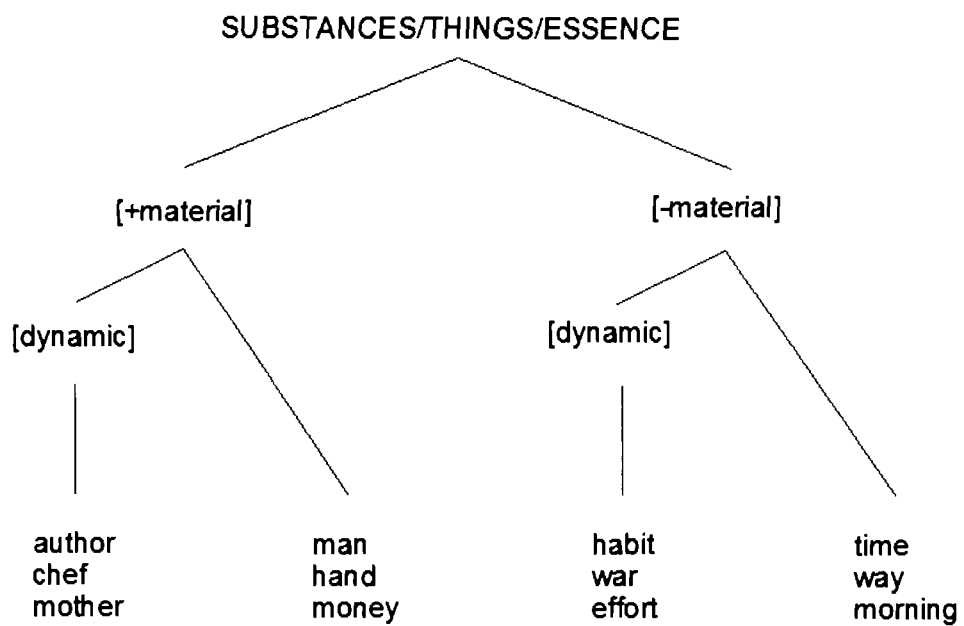 SUBSTANCES/THINGS/ESSENCE
[+material]
[-material]
[dynamic]
[dynamic]
author
chef
mother
man
hand
money
habit
war
effort
time
way
morning